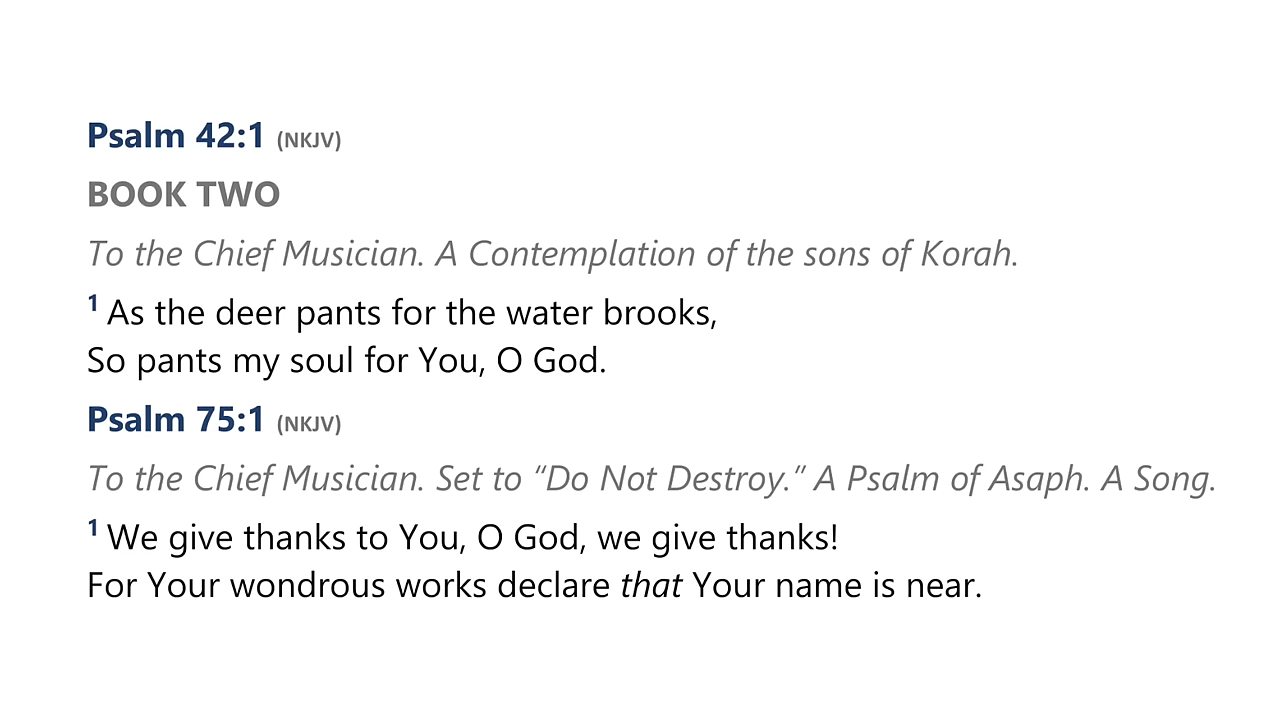 Psalm 42:1 (NKJV)
BOOK TWO
To the Chief Musician. A Contemplation of the sons of Korah.
1 As the deer pants for the water brooks,
So pants my soul for You, O God.
Psalm 75:1 (NKJV)
To the Chief Musician. Set to “Do Not Destroy.” A Psalm of Asaph. A Song.
1 We give thanks to You, O God, we give thanks!
For Your wondrous works declare that Your name is near.